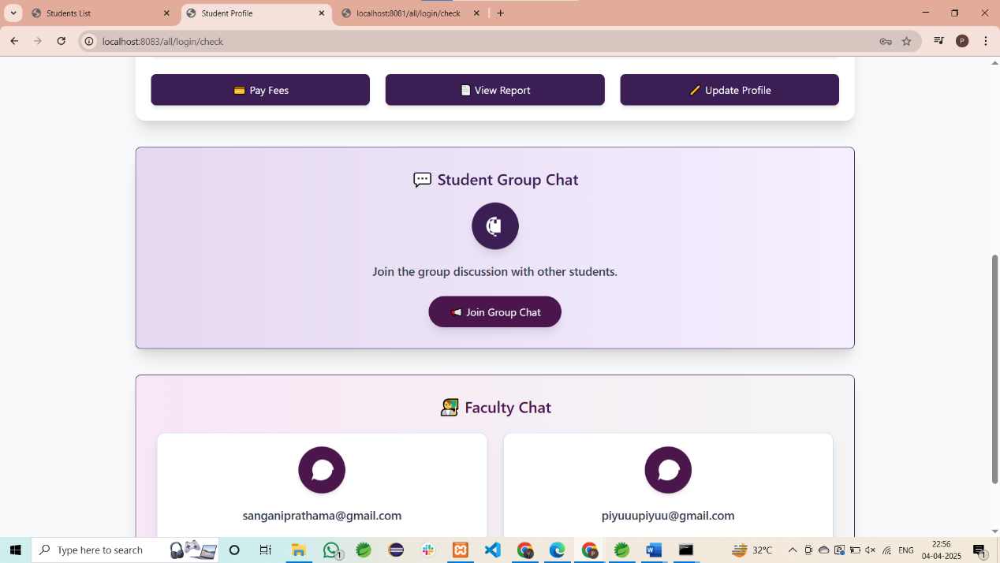 Students List
Student Profile
localhost:8081/all/login/check
localhost:8083/all/login/check
P
Pay Fees
View Report
Update Profile
Student Group Chat
Join the group discussion with other students.
Join Group Chat
Faculty Chat
sanganiprathama@gmail.com
piyuuupiyuu@gmail.com
Type here to search
1
32°C
ENG
22:56
04-04-2025
1